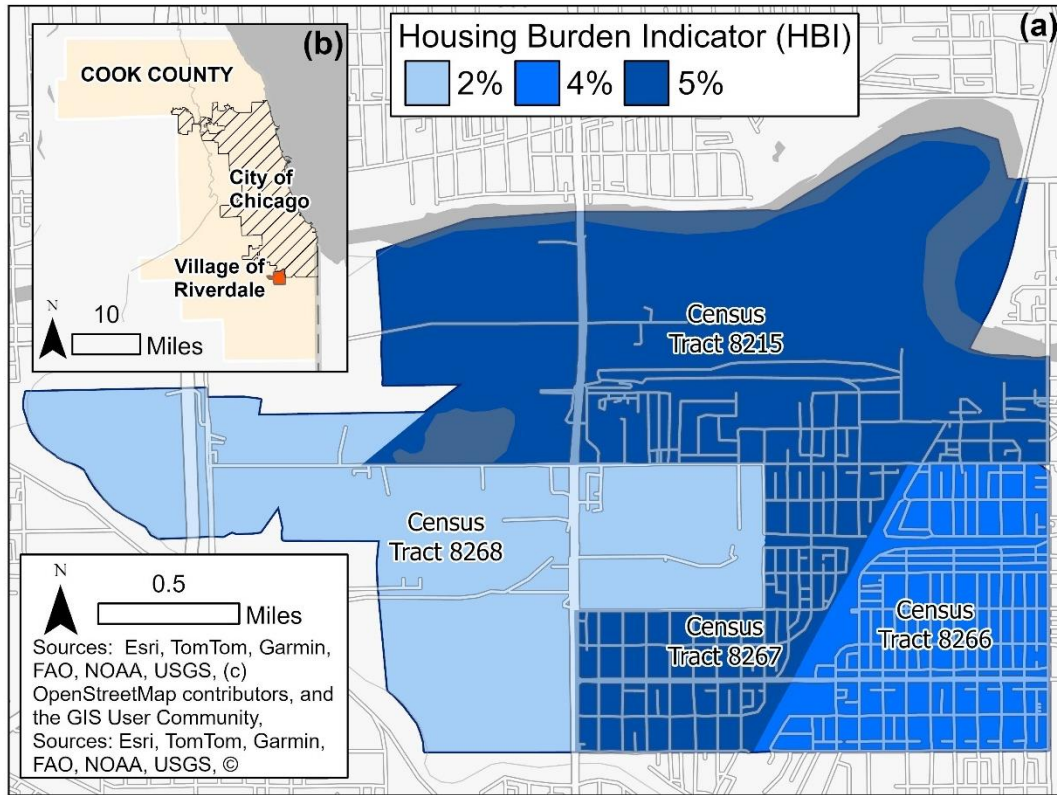 (b)
COOK COUNTY
City of
Chicago
Village of
Riverdale
N
10
Miles
Housing Burden Indicator (HBI)
2% 4% 5%
(a)
Census
Tract 8215
Census
Tract 8268
Census
Tract 8267
Census
Tract 8266
N
0.5
Miles
Sources: Esri, TomTom, Garmin,
FAO, NOAA, USGS, (c)
OpenStreetMap contributors, and
the GIS User Community,
Sources: Esri, TomTom, Garmin,
FAO, NOAA, USGS, ©